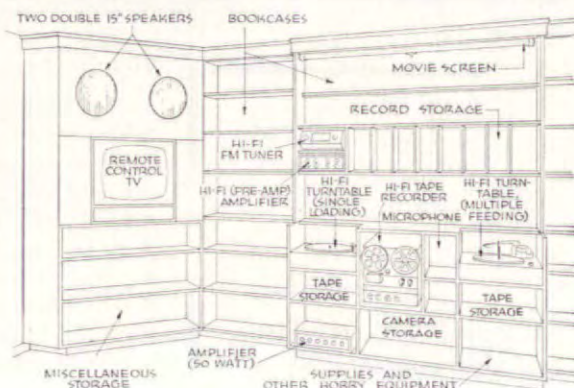 TWO DOUBLE 15" SPEAKERS
BOOKCASES
MOVIE SCREEN
RECORD STORAGE
HI-FI
FM TUNER
REMOTE
CONTROL
TV
HI-FI (PRE-AMP)
AMPLIFIER
HI-FI
TURNTABLE
(SINGLE
LOADING)
HI-FI TAPE
RECORDER
MICROPHONE
HI-FI TURN-
TABLE
(MULTIPLE
FEEDING)
TAPE
STORAGE
CAMERA
STORAGE
TAPE
STORAGE
AMPLIFIER
(50 WATT)
MISCELLANEOUS
STORAGE
SUPPLIES AND
OTHER HOBBY EQUIPMENT